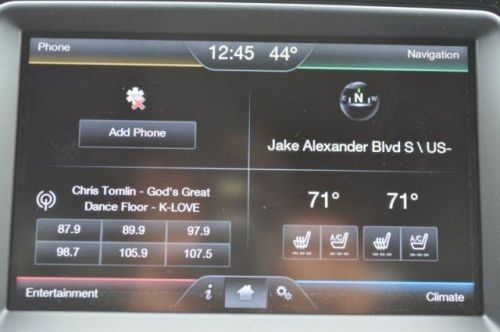 Phone
12:45 44°
Navigation
E N W
Add Phone
Jake Alexander Blvd S \ US-
Chris Tomlin - God's Great
Dance Floor - K-LOVE
87.9 89.9 97.9
98.7 105.9 107.5
71° 71°
A/C A/C
Entertainment
i
Climate